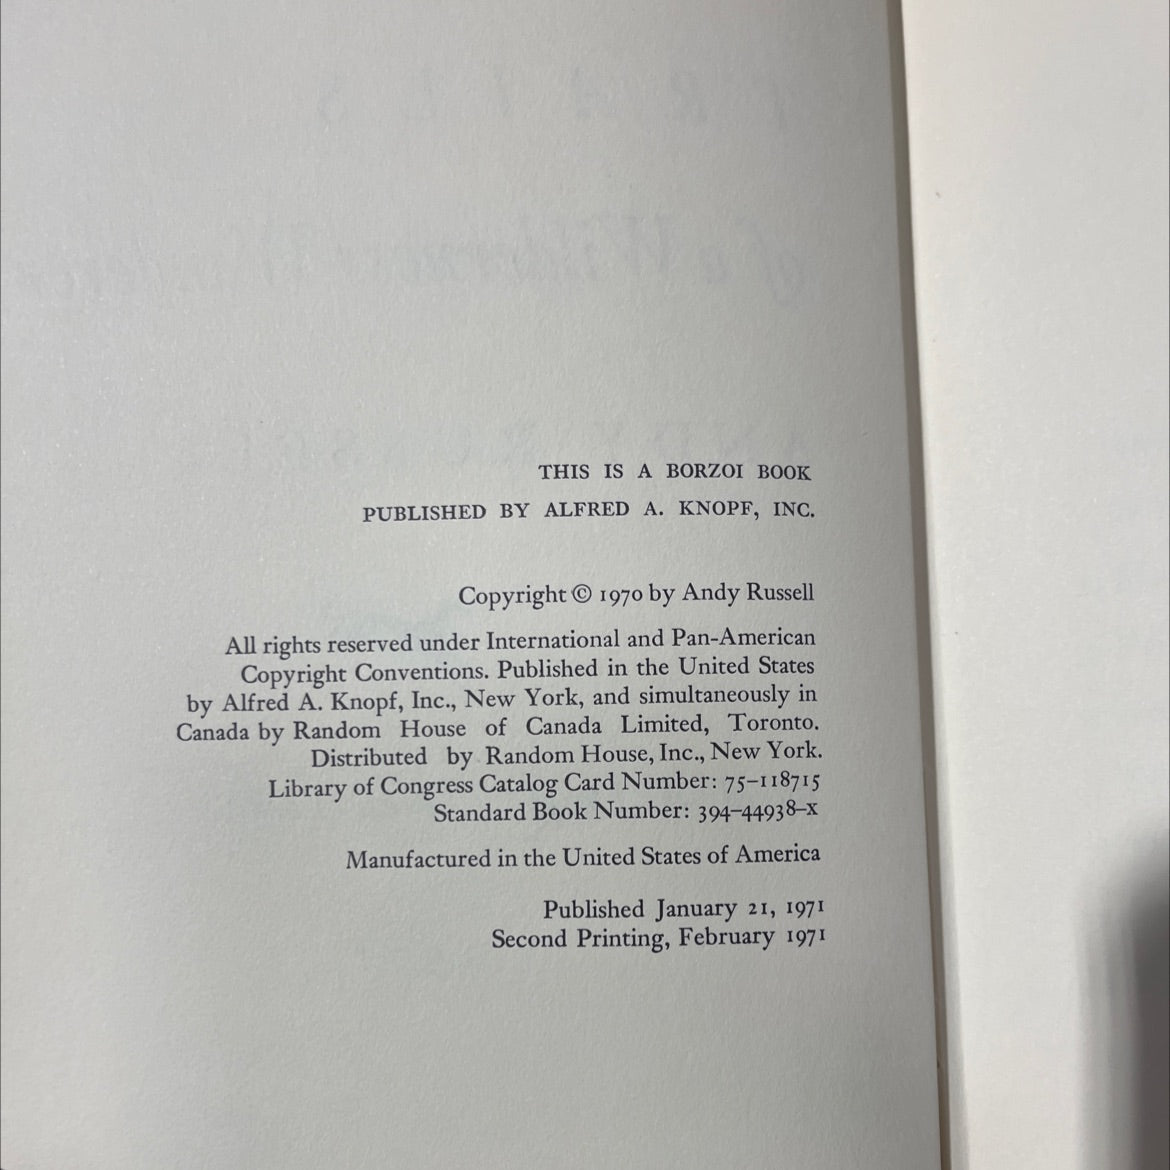 THIS IS A BORZOI BOOK
PUBLISHED BY ALFRED A. KNOPF, INC.
Copyright © 1970 by Andy Russell
All rights reserved under International and Pan-American
Copyright Conventions. Published in the United States
by Alfred A. Knopf, Inc., New York, and simultaneously in
Canada by Random House of Canada Limited, Toronto.
Distributed by Random House, Inc., New York.
Library of Congress Catalog Card Number: 75–118715
Standard Book Number: 394–44938–x
Manufactured in the United States of America
Published January 21, 1971
Second Printing, February 1971